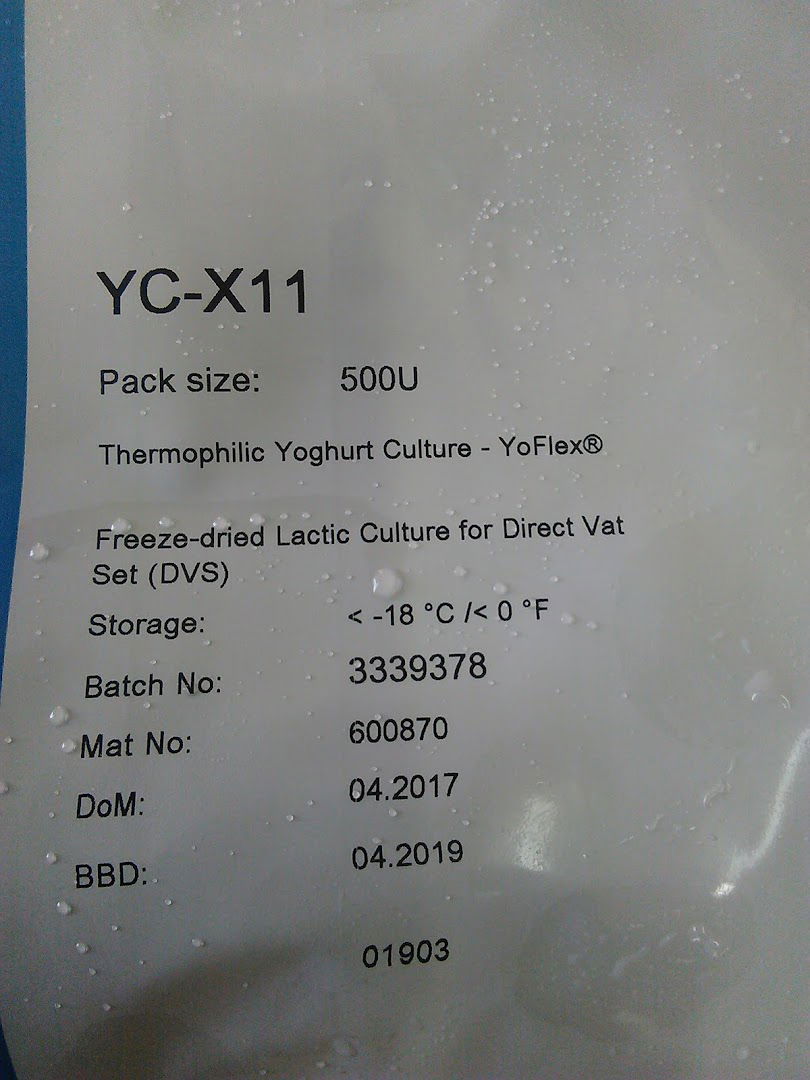 YC-X11
Pack size: 500U
Thermophilic Yoghurt Culture - YoFlex®
Freeze-dried Lactic Culture for Direct Vat
Set (DVS)
Storage: < -18 °C /< 0 °F
Batch No: 3339378
Mat No: 600870
DoM: 04.2017
BBD: 04.2019
01903